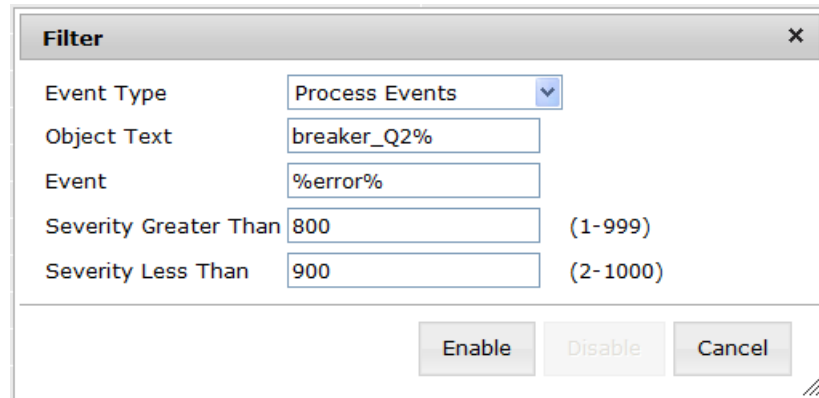 Filter
Event Type Process Events
Object Text breaker_Q2%
Event %error%
Severity Greater Than 800 (1-999)
Severity Less Than 900 (2-1000)
Enable Disable Cancel